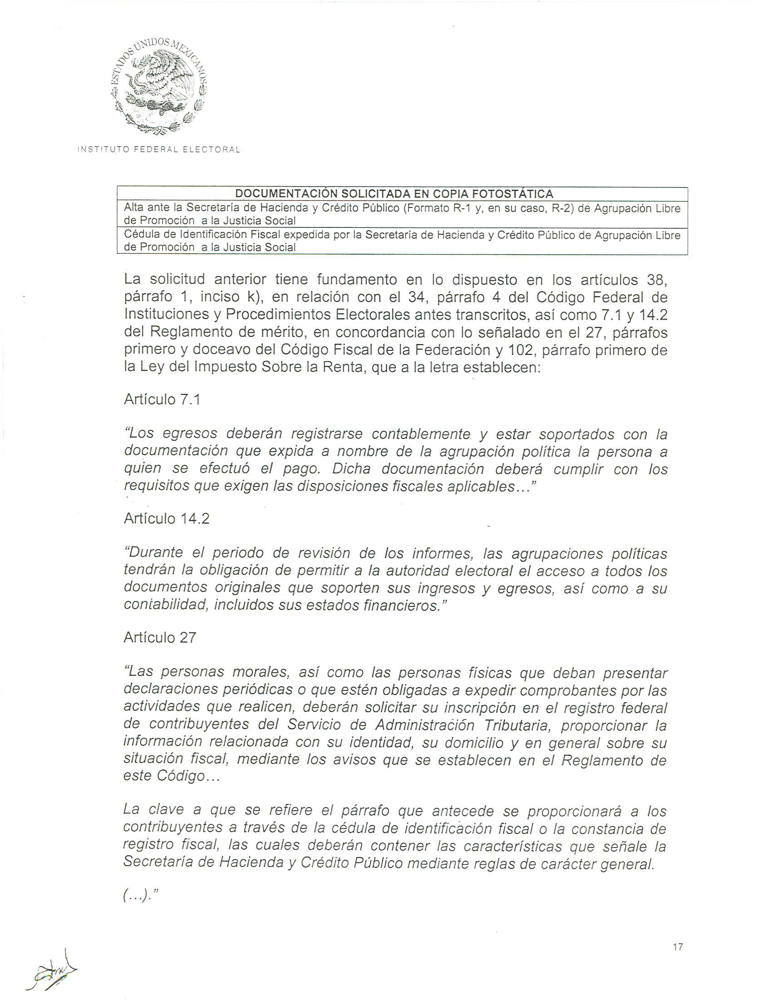 ESTADOS UNIDOS MEXICANOS
INSTITUTO FEDERAL ELECTORAL
DOCUMENTACIÓN SOLICITADA EN COPIA FOTOSTÁTICA
Alta ante la Secretaría de Hacienda y Crédito Público (Formato R-1 y, en su caso, R-2) de Agrupación Libre
de Promoción a la Justicia Social
Cédula de Identificación Fiscal expedida por la Secretaría de Hacienda y Crédito Público de Agrupación Libre
de Promoción a la Justicia Social
La solicitud anterior tiene fundamento en lo dispuesto en los artículos 38,
párrafo 1, inciso k), en relación con el 34, párrafo 4 del Código Federal de
Instituciones y Procedimientos Electorales antes transcritos, así como 7.1 y 14.2
del Reglamento de mérito, en concordancia con lo señalado en el 27, párrafos
primero y doceavo del Código Fiscal de la Federación y 102, párrafo primero de
la Ley del Impuesto Sobre la Renta, que a la letra establecen:
Artículo 7.1
“Los egresos deberán registrarse contablemente y estar soportados con la
documentación que expida a nombre de la agrupación política la persona a
quien se efectuó el pago. Dicha documentación deberá cumplir con los
requisitos que exigen las disposiciones fiscales aplicables...”
Artículo 14.2
“Durante el periodo de revisión de los informes, las agrupaciones políticas
tendrán la obligación de permitir a la autoridad electoral el acceso a todos los
documentos originales que soporten sus ingresos y egresos, así como a su
contabilidad, incluidos sus estados financieros.”
Artículo 27
“Las personas morales, así como las personas físicas que deban presentar
declaraciones periódicas o que estén obligadas a expedir comprobantes por las
actividades que realicen, deberán solicitar su inscripción en el registro federal
de contribuyentes del Servicio de Administración Tributaria, proporcionar la
información relacionada con su identidad, su domicilio y en general sobre su
situación fiscal, mediante los avisos que se establecen en el Reglamento de
este Código...
La clave a que se refiere el párrafo que antecede se proporcionará a los
contribuyentes a través de la cédula de identificación fiscal o la constancia de
registro fiscal, las cuales deberán contener las características que señale la
Secretaría de Hacienda y Crédito Público mediante reglas de carácter general.
(...).”
17